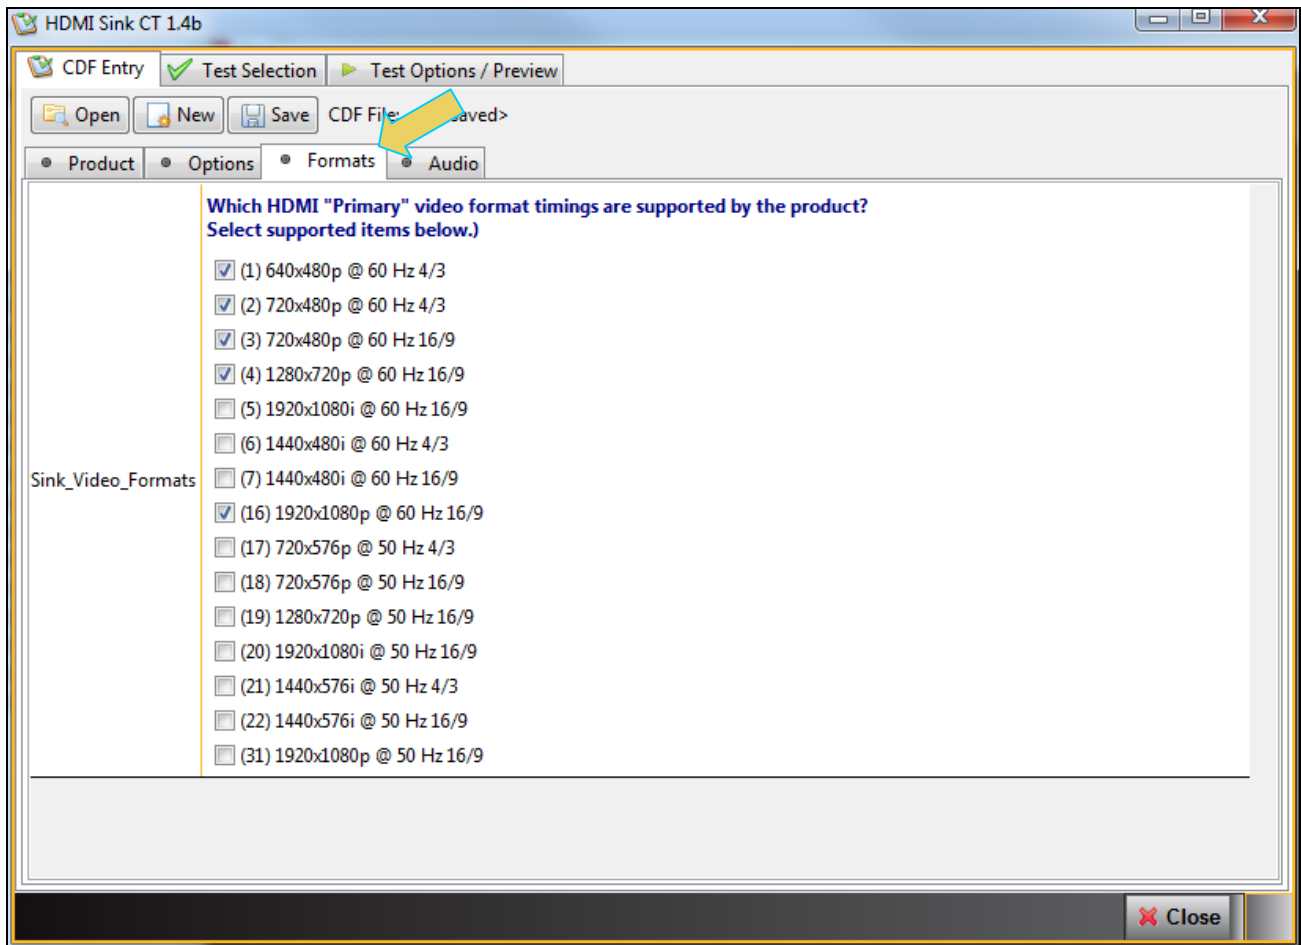 HDMI Sink CT 1.4b
CDF Entry Test Selection Test Options / Preview
Open New Save CDF File: saved>
Product Options Formats Audio
Which HDMI "Primary" video format timings are supported by the product?
Select supported items below.)
(1) 640x480p @ 60 Hz 4/3
(2) 720x480p @ 60 Hz 4/3
(3) 720x480p @ 60 Hz 16/9
(4) 1280x720p @ 60 Hz 16/9
(5) 1920x1080i @ 60 Hz 16/9
(6) 1440x480i @ 60 Hz 4/3
Sink_Video_Formats
(7) 1440x480i @ 60 Hz 16/9
(16) 1920x1080p @ 60 Hz 16/9
(17) 720x576p @ 50 Hz 4/3
(18) 720x576p @ 50 Hz 16/9
(19) 1280x720p @ 50 Hz 16/9
(20) 1920x1080i @ 50 Hz 16/9
(21) 1440x576i @ 50 Hz 4/3
(22) 1440x576i @ 50 Hz 16/9
(31) 1920x1080p @ 50 Hz 16/9
Close